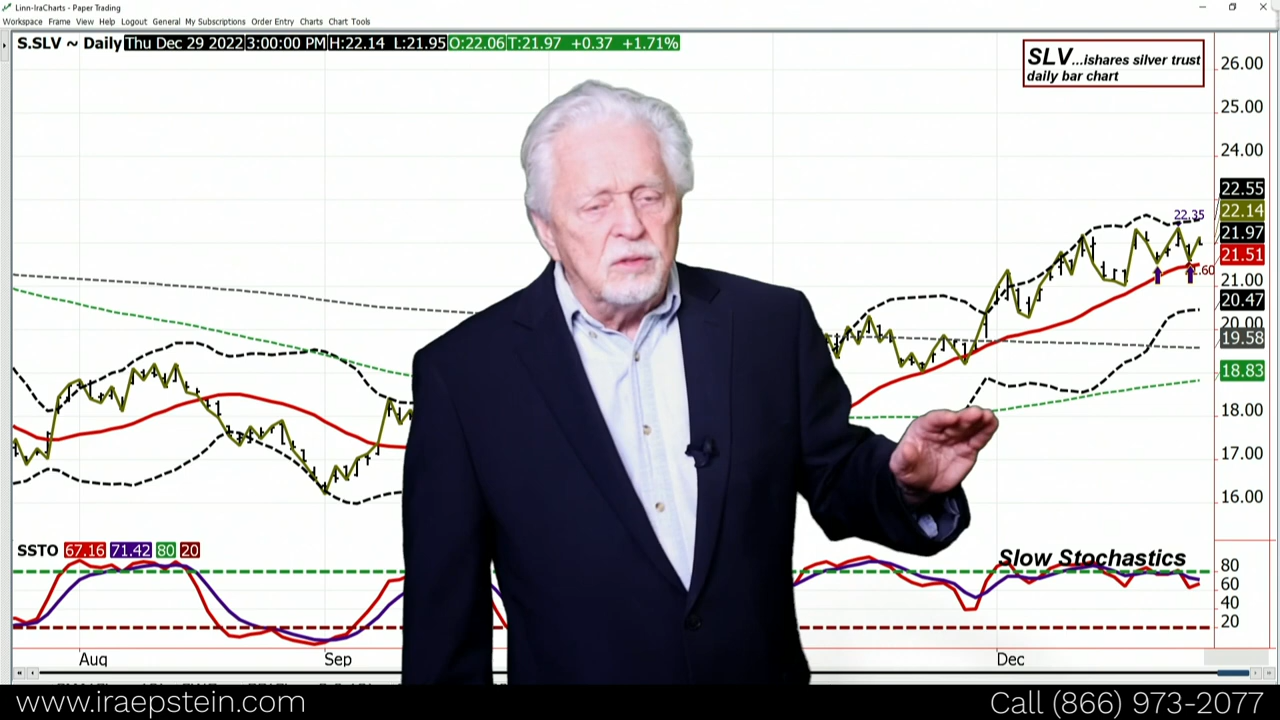 Linn-IraCharts - Paper Trading
Workspace Frame View Help Logout General My Subscriptions Order Entry Charts Chart Tools
S.SLV ~ Daily Thu Dec 29 2022 3:00:00 PM H:22.14 L:21.95 O:22.06 T:21.97 +0.37 +1.71%
SLV...ishares silver trust
daily bar chart
26.00
25.00
24.00
22.55
22.35
22.14
21.97
21.51
21.00
20.47
20.00
19.58
18.83
18.00
17.00
16.00
SSTO 67.16 71.42 80 20
Slow Stochastics
80
60
40
20
Aug Sep Dec
www.iraepstein.com
Call (866) 973-2077